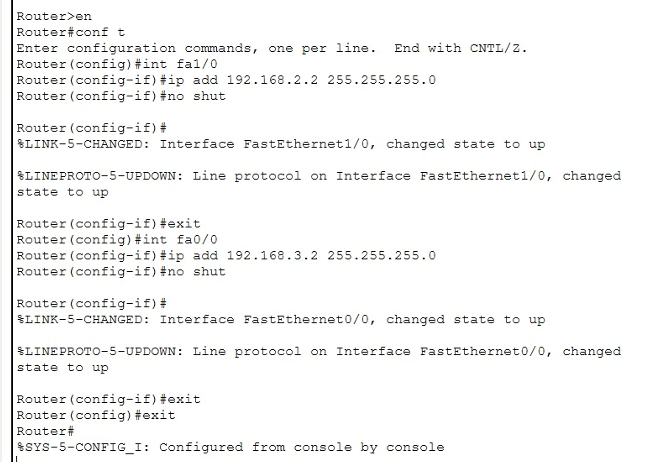 Router>en
Router#conf t
Enter configuration commands, one per line.  End with CNTL/Z.
Router(config)#int fa1/0
Router(config-if)#ip add 192.168.2.2 255.255.255.0
Router(config-if)#no shut
Router(config-if)#
%LINK-5-CHANGED: Interface FastEthernet1/0, changed state to up
%LINEPROTO-5-UPDOWN: Line protocol on Interface FastEthernet1/0, changed
state to up
Router(config-if)#exit
Router(config)#int fa0/0
Router(config-if)#ip add 192.168.3.2 255.255.255.0
Router(config-if)#no shut
Router(config-if)#
%LINK-5-CHANGED: Interface FastEthernet0/0, changed state to up
%LINEPROTO-5-UPDOWN: Line protocol on Interface FastEthernet0/0, changed
state to up
Router(config-if)#exit
Router(config)#exit
Router#
%SYS-5-CONFIG_I: Configured from console by console